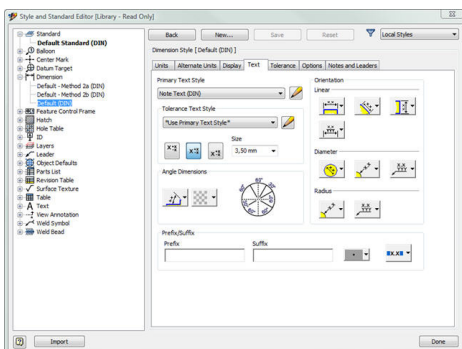 Style and Standard Editor [Library - Read Only]
Back
New...
Save
Reset
Local Styles
Standard
Default Standard (DIN)
Balloon
Center Mark
Datum Target
Dimension
Default - Method 2a (DIN)
Default - Method 2b (DIN)
Default (DIN)
Feature Control Frame
Hatch
Hole Table
ID
Layers
Leader
Object Defaults
Parts List
Revision Table
Surface Texture
Table
Text
View Annotation
Weld Symbol
Weld Bead
Dimension Style [ Default (DIN) ]
Units Alternate Units Display Text Tolerance Options Notes and Leaders
Primary Text Style
Note Text (DIN)
Tolerance Text Style
"Use Primary Text Style"
Size
3,50 mm
Angle Dimensions
Orientation
Linear
Diameter
Radius
Prefix/Suffix
Prefix
Suffix
x.x
Import
Done